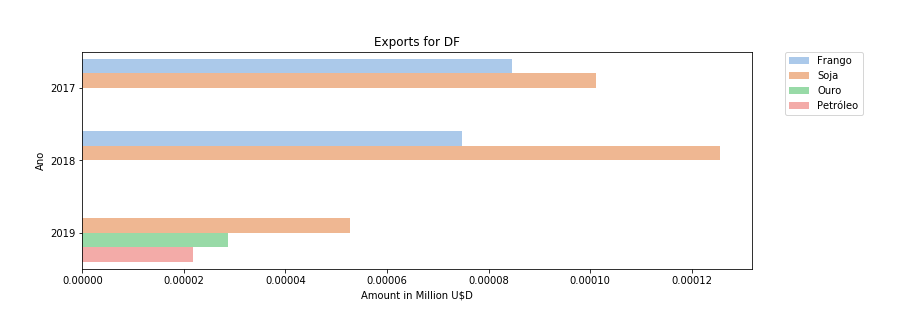 Exports for DF
Frango
Soja
Ouro
Petróleo
Ano
2017
2018
2019
0.00000 0.00002 0.00004 0.00006 0.00008 0.00010 0.00012
Amount in Million U$D